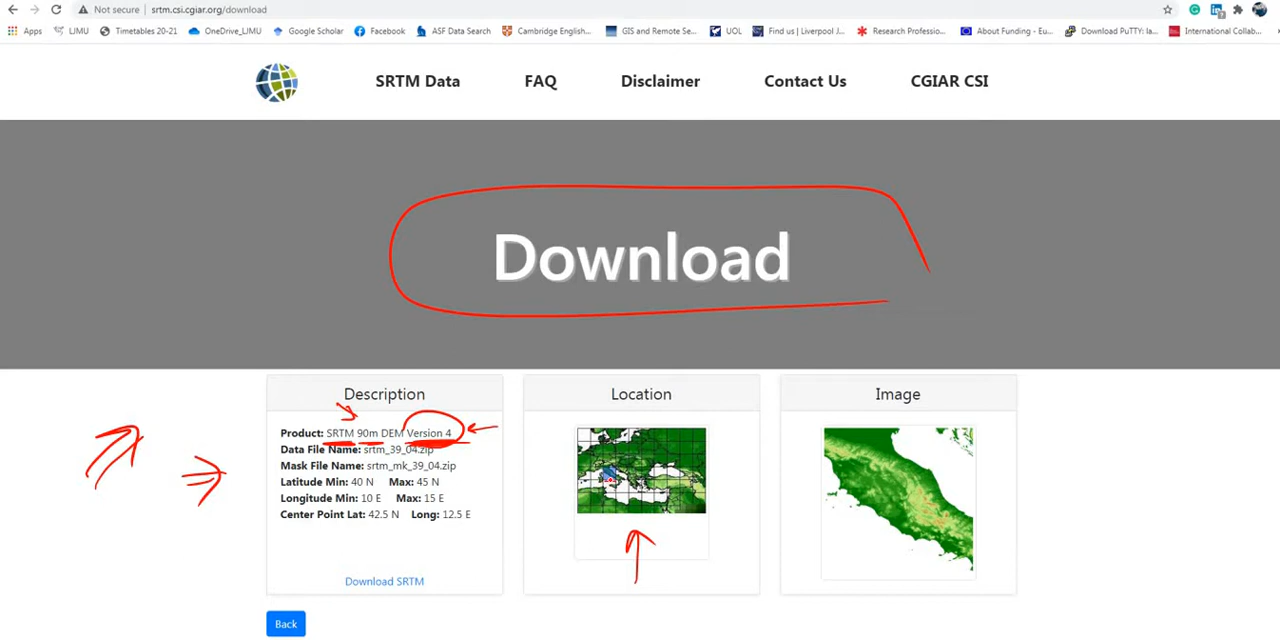 Not secure | srtm.csi.cgiar.org/download
Apps LJMU Timetables 20-21 OneDrive_LJMU Google Scholar Facebook ASF Data Search Cambridge English... GIS and Remote Se... UOL Find us | Liverpool J... Research Professio... About Funding - Eu... Download PuTTY: la... International Collab...
SRTM Data FAQ Disclaimer Contact Us CGIAR CSI
Download
Description
Product: SRTM 90m DEM Version 4
Data File Name: srtm_39_04.zip
Mask File Name: srtm_mk_39_04.zip
Latitude Min: 40 N Max: 45 N
Longitude Min: 10 E Max: 15 E
Center Point Lat: 42.5 N Long: 12.5 E
Download SRTM
Location
Image
Back